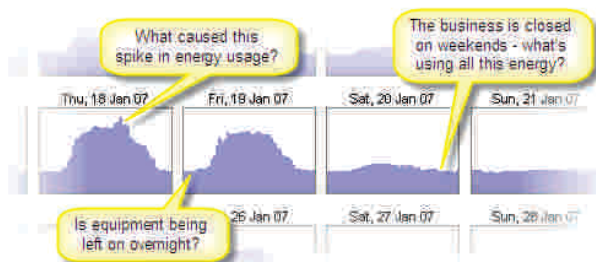 What caused this
spike in energy usage?
The business is closed
on weekends - what's
using all this energy?
Thu, 18 Jan 07
Fri, 19 Jan 07
Sat, 20 Jan 07
Sun, 21 Jan 07
Is equipment being
left on overnight?
26 Jan 07
Sat, 27 Jan 07
Sun, 28 Jan 07